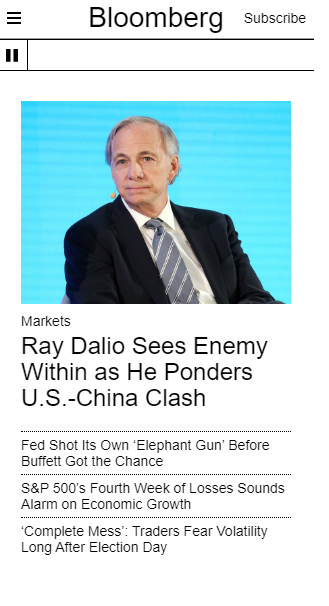 Bloomberg
Subscribe
Markets
Ray Dalio Sees Enemy
Within as He Ponders
U.S.-China Clash
Fed Shot Its Own ‘Elephant Gun’ Before
Buffett Got the Chance
S&P 500’s Fourth Week of Losses Sounds
Alarm on Economic Growth
‘Complete Mess’: Traders Fear Volatility
Long After Election Day